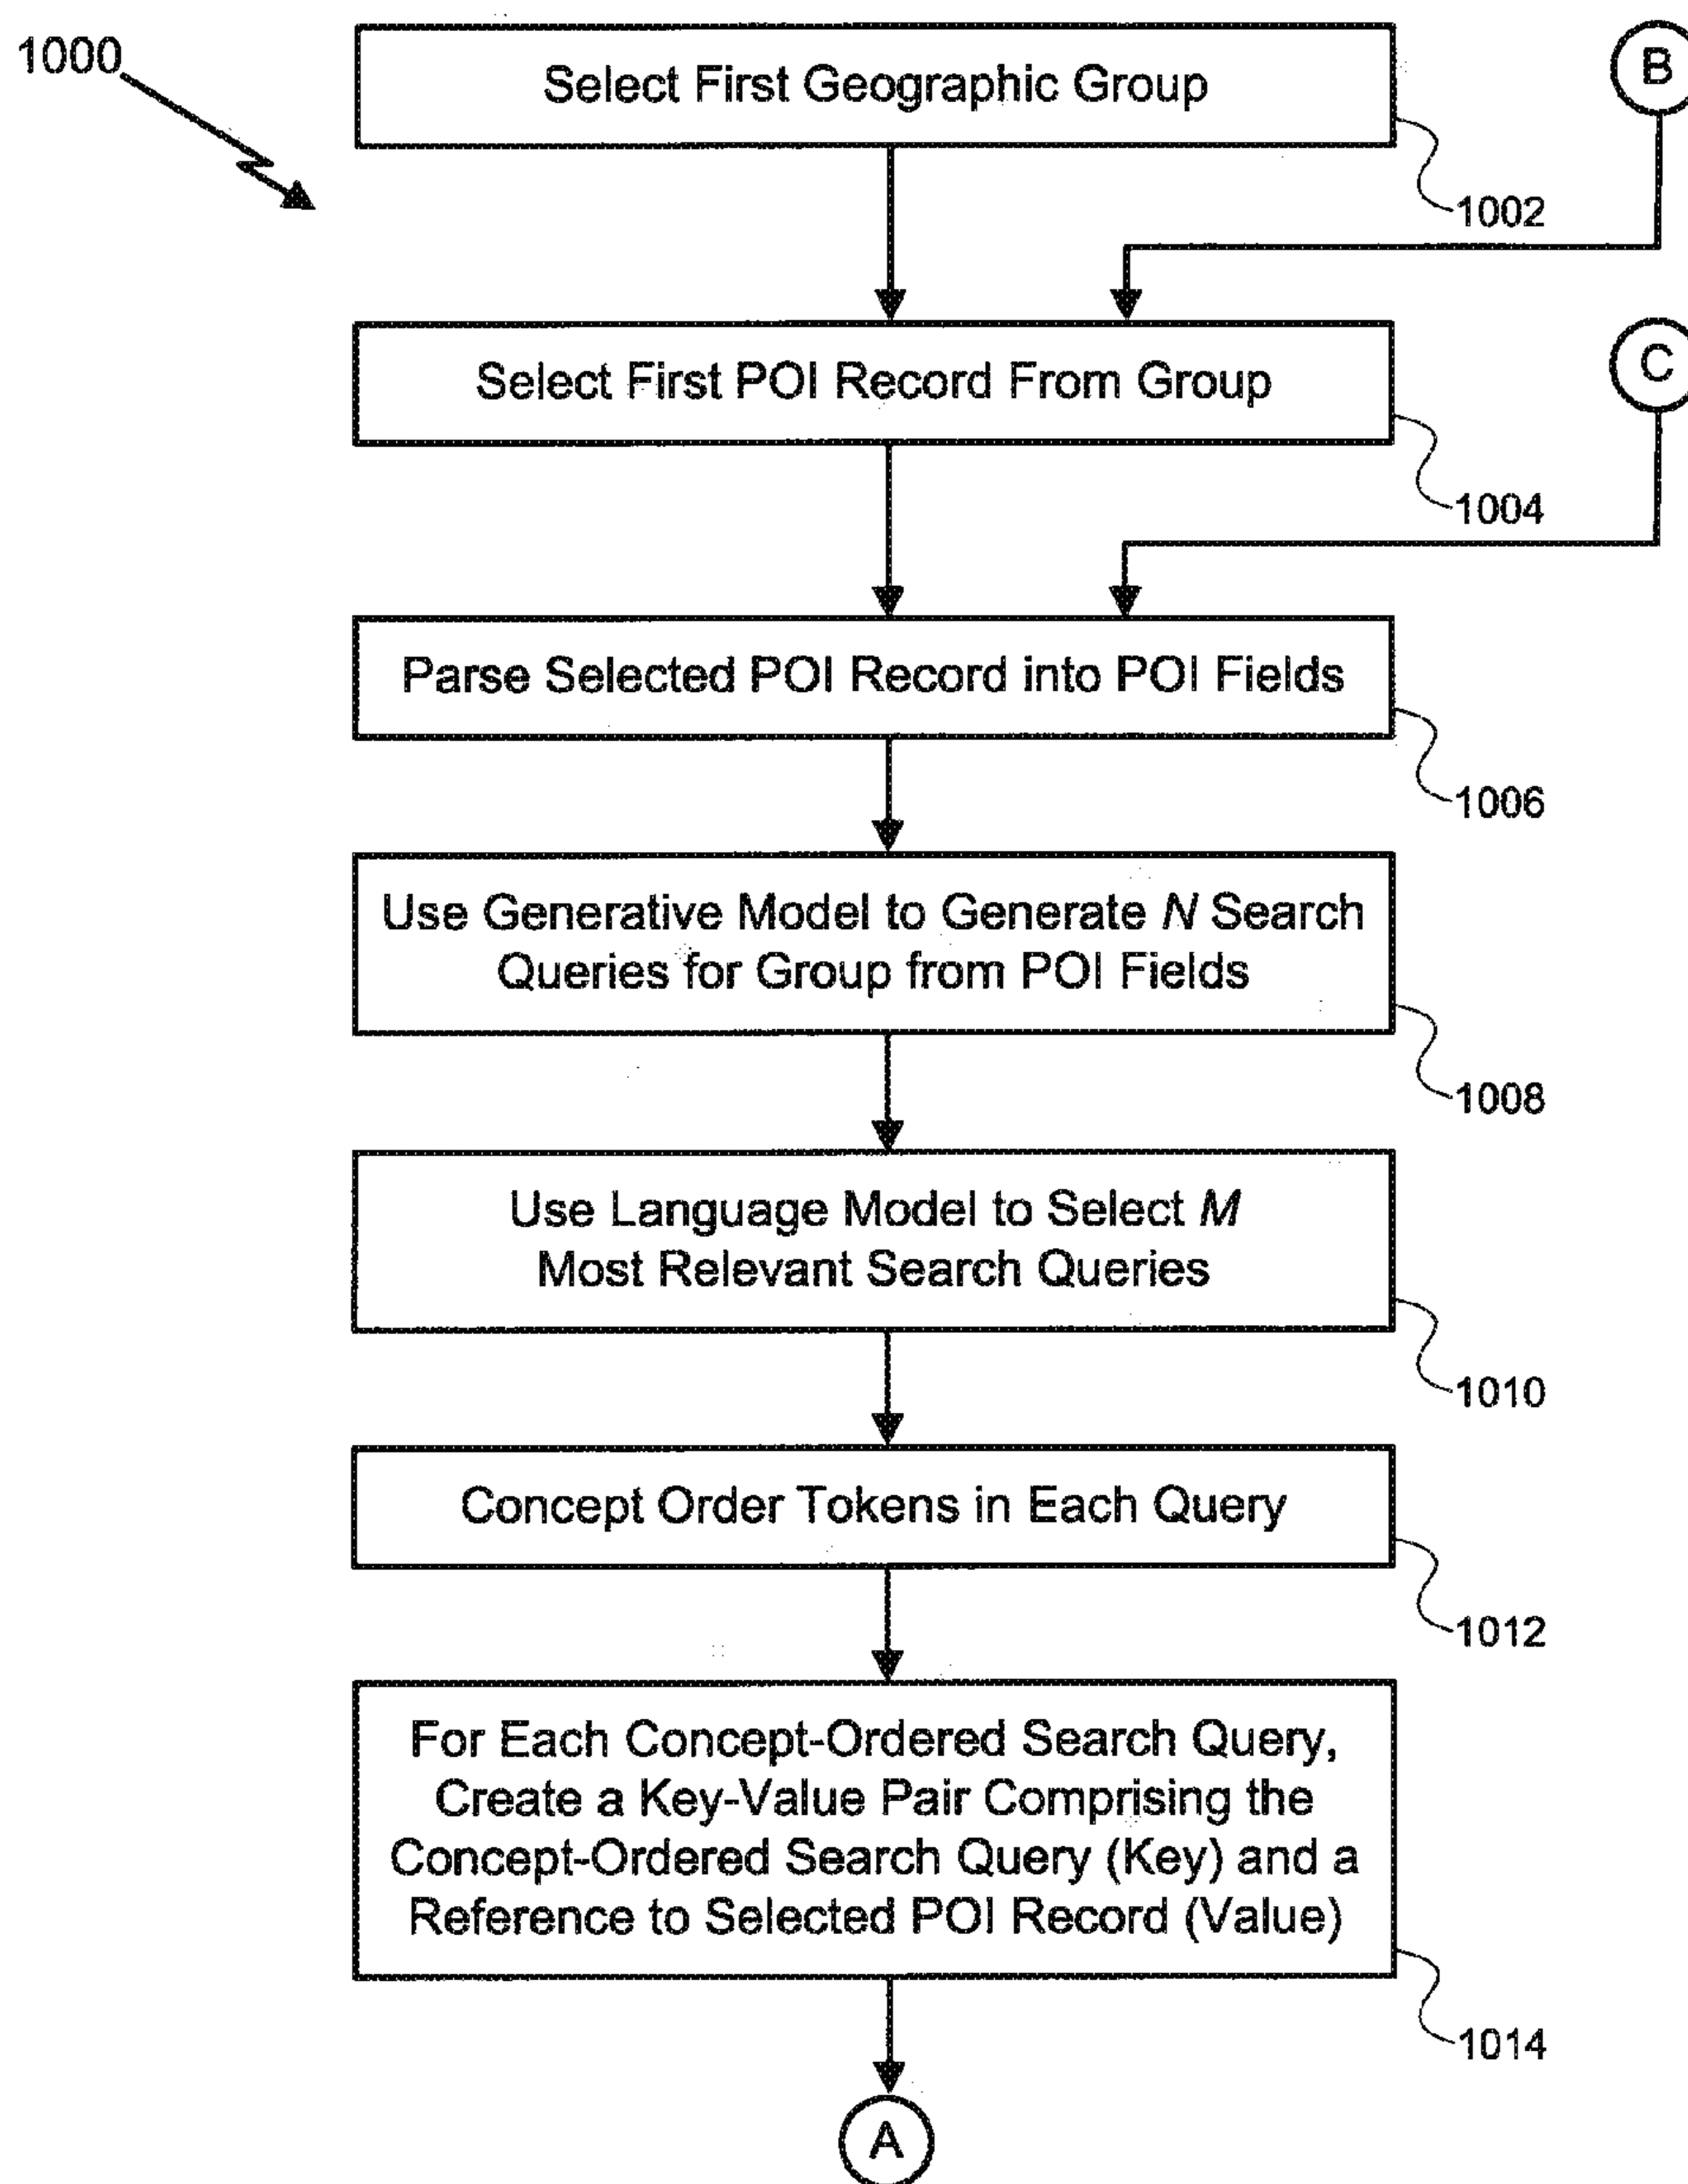 1000
Select First Geographic Group
B
1002
Select First POI Record From Group
C
1004
Parse Selected POI Record into POI Fields
1006
Use Generative Model to Generate N Search
Queries for Group from POI Fields
1008
Use Language Model to Select M
Most Relevant Search Queries
1010
Concept Order Tokens in Each Query
1012
For Each Concept-Ordered Search Query,
Create a Key-Value Pair Comprising the
Concept-Ordered Search Query (Key) and a
Reference to Selected POI Record (Value)
1014
A